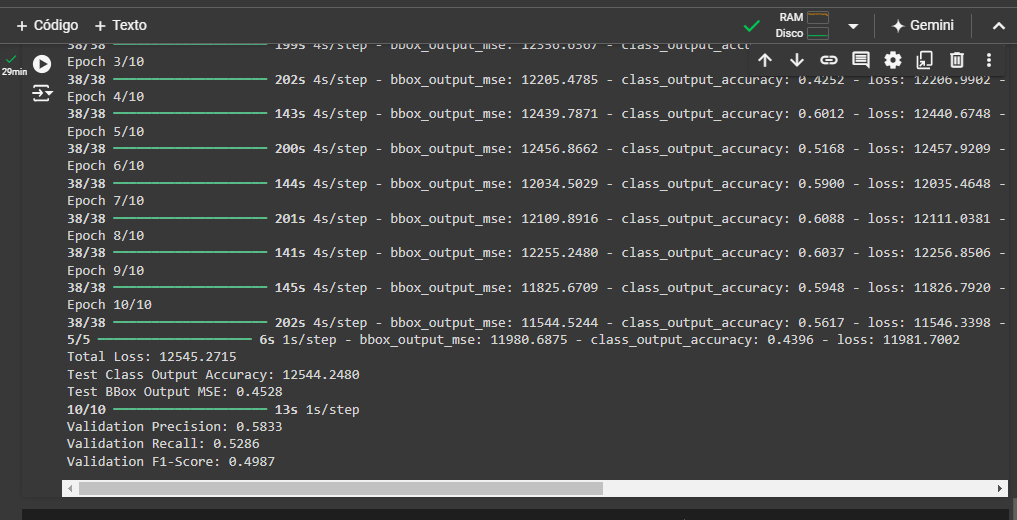 + Código + Texto
RAM
Disco
Gemini
29min
38/38 199s 4s/step - bbox_output_mse: 12356.6367 - class_output
Epoch 3/10
38/38 202s 4s/step - bbox_output_mse: 12205.4785 - class_output_accuracy: 0.4252 - loss: 12206.9902 -
Epoch 4/10
38/38 143s 4s/step - bbox_output_mse: 12439.7871 - class_output_accuracy: 0.6012 - loss: 12440.6748 -
Epoch 5/10
38/38 200s 4s/step - bbox_output_mse: 12456.8662 - class_output_accuracy: 0.5168 - loss: 12457.9209 -
Epoch 6/10
38/38 144s 4s/step - bbox_output_mse: 12034.5029 - class_output_accuracy: 0.5900 - loss: 12035.4648 -
Epoch 7/10
38/38 201s 4s/step - bbox_output_mse: 12109.8916 - class_output_accuracy: 0.6088 - loss: 12111.0381 -
Epoch 8/10
38/38 141s 4s/step - bbox_output_mse: 12255.2480 - class_output_accuracy: 0.6037 - loss: 12256.8506 -
Epoch 9/10
38/38 145s 4s/step - bbox_output_mse: 11825.6709 - class_output_accuracy: 0.5948 - loss: 11826.7920 -
Epoch 10/10
38/38 202s 4s/step - bbox_output_mse: 11544.5244 - class_output_accuracy: 0.5617 - loss: 11546.3398 -
5/5 6s 1s/step - bbox_output_mse: 11980.6875 - class_output_accuracy: 0.4396 - loss: 11981.7002
Total Loss: 12545.2715
Test Class Output Accuracy: 12544.2480
Test BBox Output MSE: 0.4528
10/10 13s 1s/step
Validation Precision: 0.5833
Validation Recall: 0.5286
Validation F1-Score: 0.4987